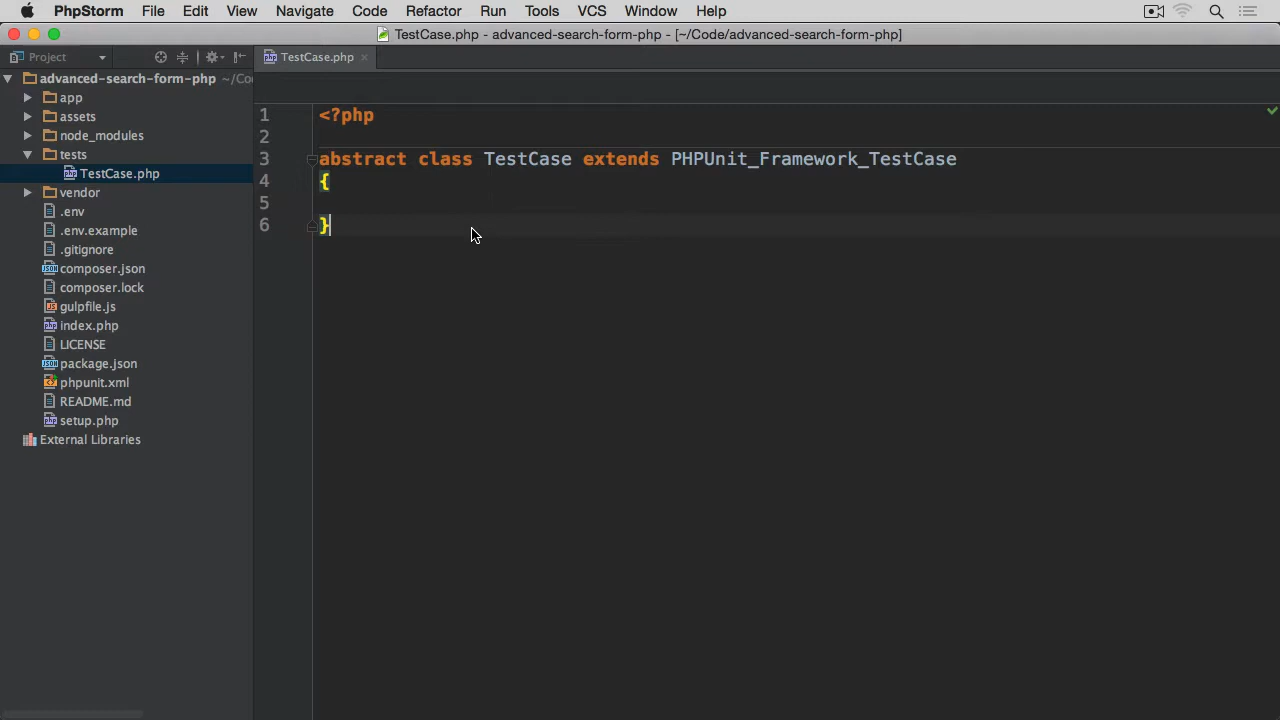 PhpStorm File Edit View Navigate Code Refactor Run Tools VCS Window Help
TestCase.php - advanced-search-form-php - [~/Code/advanced-search-form-php]
Project
TestCase.php
advanced-search-form-php ~/Co
app
assets
node_modules
tests
TestCase.php
vendor
.env
.env.example
.gitignore
composer.json
composer.lock
gulpfile.js
index.php
LICENSE
package.json
phpunit.xml
README.md
setup.php
External Libraries
1 <?php
2
3 abstract class TestCase extends PHPUnit_Framework_TestCase
4 {
5
6 }